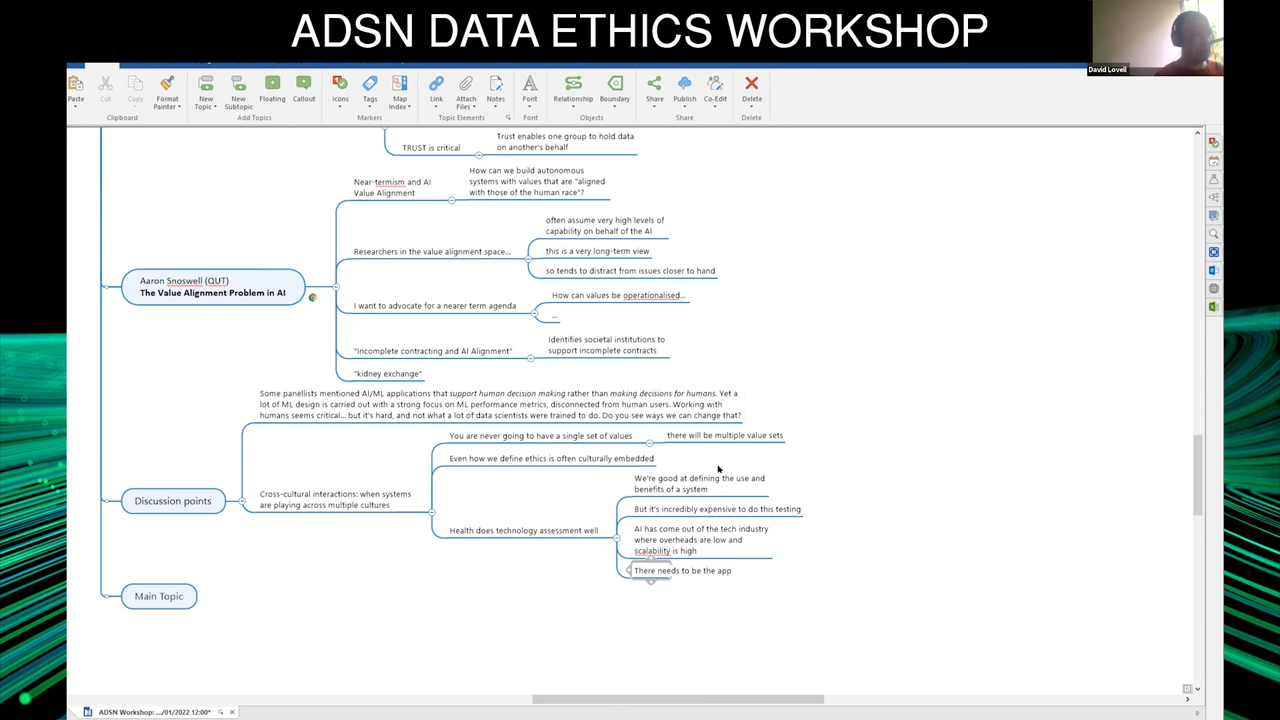 ADSN DATA ETHICS WORKSHOP
David Lovell
Paste
Cut
Copy
Format
Painter
New
Topic
New
Subtopic
Floating
Callout
Icons
Tags
Map
Index
Link
Attach
Files
Notes
Font
Relationship
Boundary
Share
Publish
Co-Edit
Delete
Clipboard
Add Topics
Markers
Topic Elements
Font
Objects
Share
Delete
TRUST is critical
Trust enables one group to hold data
on another's behalf
Near-termism and AI
Value Alignment
How can we build autonomous
systems with values that are "aligned
with those of the human race"?
Researchers in the value alignment space...
often assume very high levels of
capability on behalf of the AI
this is a very long-term view
so tends to distract from issues closer to hand
Aaron Snoswell (QUT)
The Value Alignment Problem in AI
I want to advocate for a nearer term agenda
How can values be operationalised...
...
"Incomplete contracting and AI Alignment"
Identifies societal institutions to
support incomplete contracts
"kidney exchange"
Some panellists mentioned AI/ML applications that support human decision making rather than making decisions for humans. Yet a
lot of ML design is carried out with a strong focus on ML performance metrics, disconnected from human users. Working with
humans seems critical... but it's hard, and not what a lot of data scientists were trained to do. Do you see ways we can change that?
You are never going to have a single set of values
there will be multiple value sets
Even how we define ethics is often culturally embedded
Discussion points
Cross-cultural interactions: when systems
are playing across multiple cultures
Health does technology assessment well
We're good at defining the use and
benefits of a system
But it's incredibly expensive to do this testing
AI has come out of the tech industry
where overheads are low and
scalability is high
There needs to be the app
Main Topic
ADSN Workshop: .../01/2022 12:00*